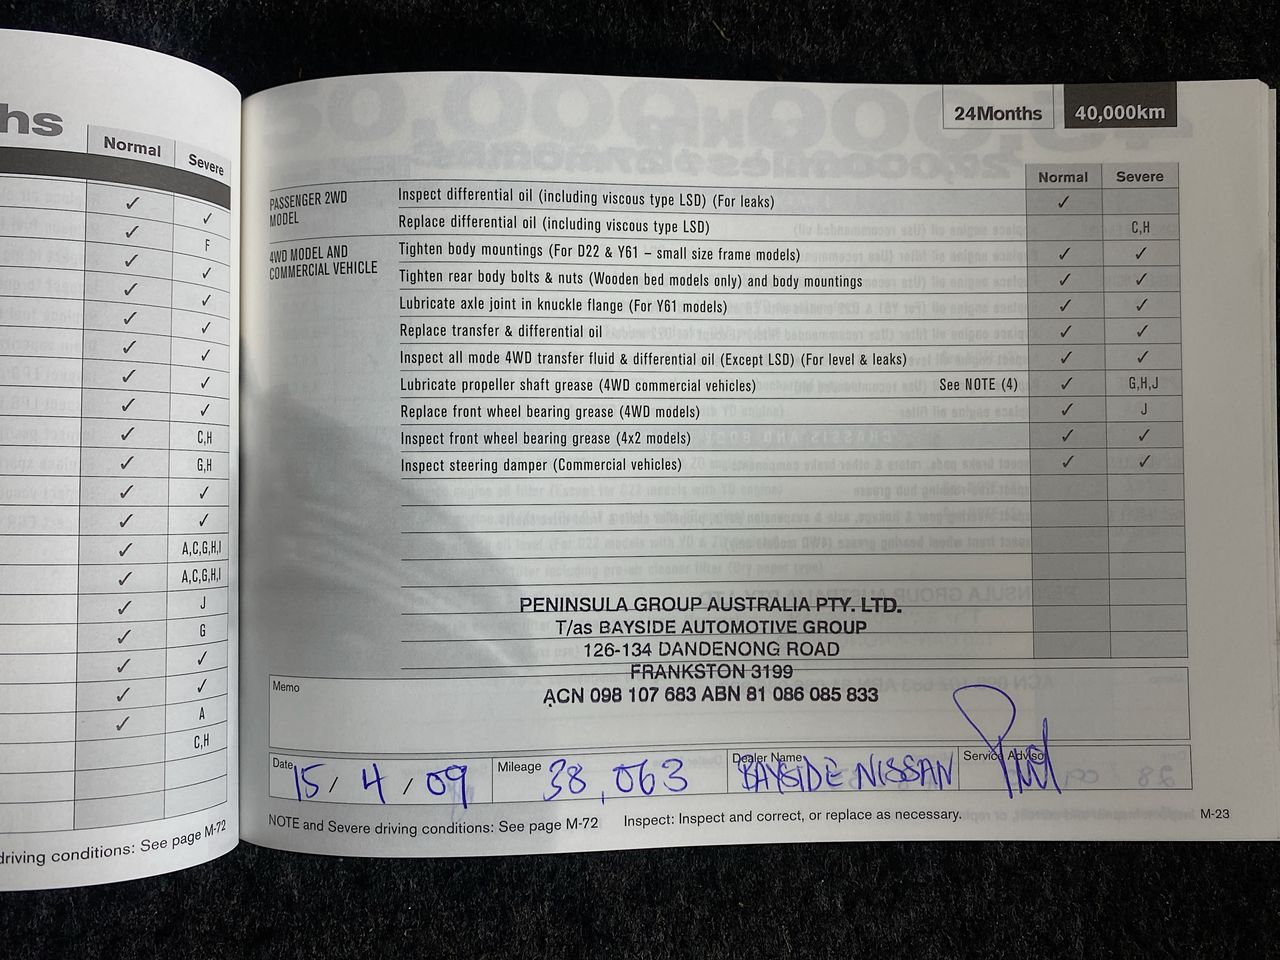 hs
Normal Severe
✓ ✓
✓ F
✓ ✓
✓ ✓
✓ ✓
✓ ✓
✓ ✓
✓ ✓
✓ C,H
✓ G,H
✓ ✓
✓ ✓
✓ A,C,G,H,I
✓ A,C,G,H,I
✓ J
✓ G
✓ ✓
✓ ✓
✓ A
C,H
driving conditions: See page M-72
24Months 40,000km
Normal Severe
PASSENGER 2WD MODEL
Inspect differential oil (including viscous type LSD) (For leaks) ✓
Replace differential oil (including viscous type LSD) C,H
4WD MODEL AND COMMERCIAL VEHICLE
Tighten body mountings (For D22 & Y61 – small size frame models) ✓ ✓
Tighten rear body bolts & nuts (Wooden bed models only) and body mountings ✓ ✓
Lubricate axle joint in knuckle flange (For Y61 models) ✓ ✓
Replace transfer & differential oil ✓ ✓
Inspect all mode 4WD transfer fluid & differential oil (Except LSD) (For level & leaks) ✓ ✓
Lubricate propeller shaft grease (4WD commercial vehicles) See NOTE (4) ✓ G,H,J
Replace front wheel bearing grease (4WD models) ✓ J
Inspect front wheel bearing grease (4x2 models) ✓ ✓
Inspect steering damper (Commercial vehicles) ✓ ✓
PENINSULA GROUP AUSTRALIA PTY. LTD.
T/as BAYSIDE AUTOMOTIVE GROUP
126-134 DANDENONG ROAD
FRANKSTON 3199
ACN 098 107 683 ABN 81 086 085 833
Memo
Date 15/4/09 Mileage 38,063 Dealer Name BAYSIDE NISSAN Service Advisor
NOTE and Severe driving conditions: See page M-72 Inspect: Inspect and correct, or replace as necessary. M-23